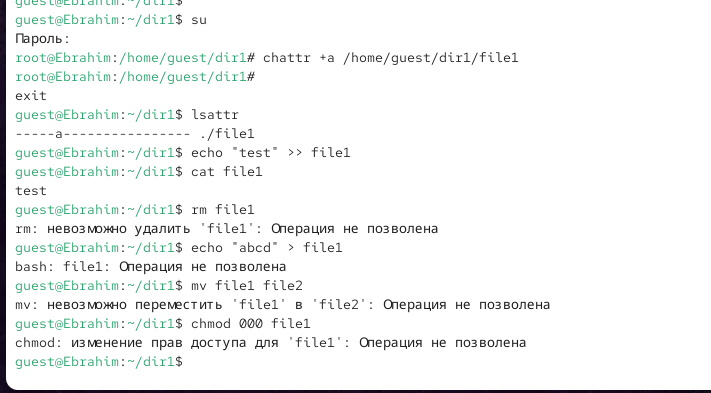 guest@Ebrahim:~/dir1$
guest@Ebrahim:~/dir1$ su
Пароль:
root@Ebrahim:/home/guest/dir1# chattr +a /home/guest/dir1/file1
root@Ebrahim:/home/guest/dir1#
exit
guest@Ebrahim:~/dir1$ lsattr
-----a---------------- ./file1
guest@Ebrahim:~/dir1$ echo "test" >> file1
guest@Ebrahim:~/dir1$ cat file1
test
guest@Ebrahim:~/dir1$ rm file1
rm: невозможно удалить 'file1': Операция не позволена
guest@Ebrahim:~/dir1$ echo "abcd" > file1
bash: file1: Операция не позволена
guest@Ebrahim:~/dir1$ mv file1 file2
mv: невозможно переместить 'file1' в 'file2': Операция не позволена
guest@Ebrahim:~/dir1$ chmod 000 file1
chmod: изменение прав доступа для 'file1': Операция не позволена
guest@Ebrahim:~/dir1$